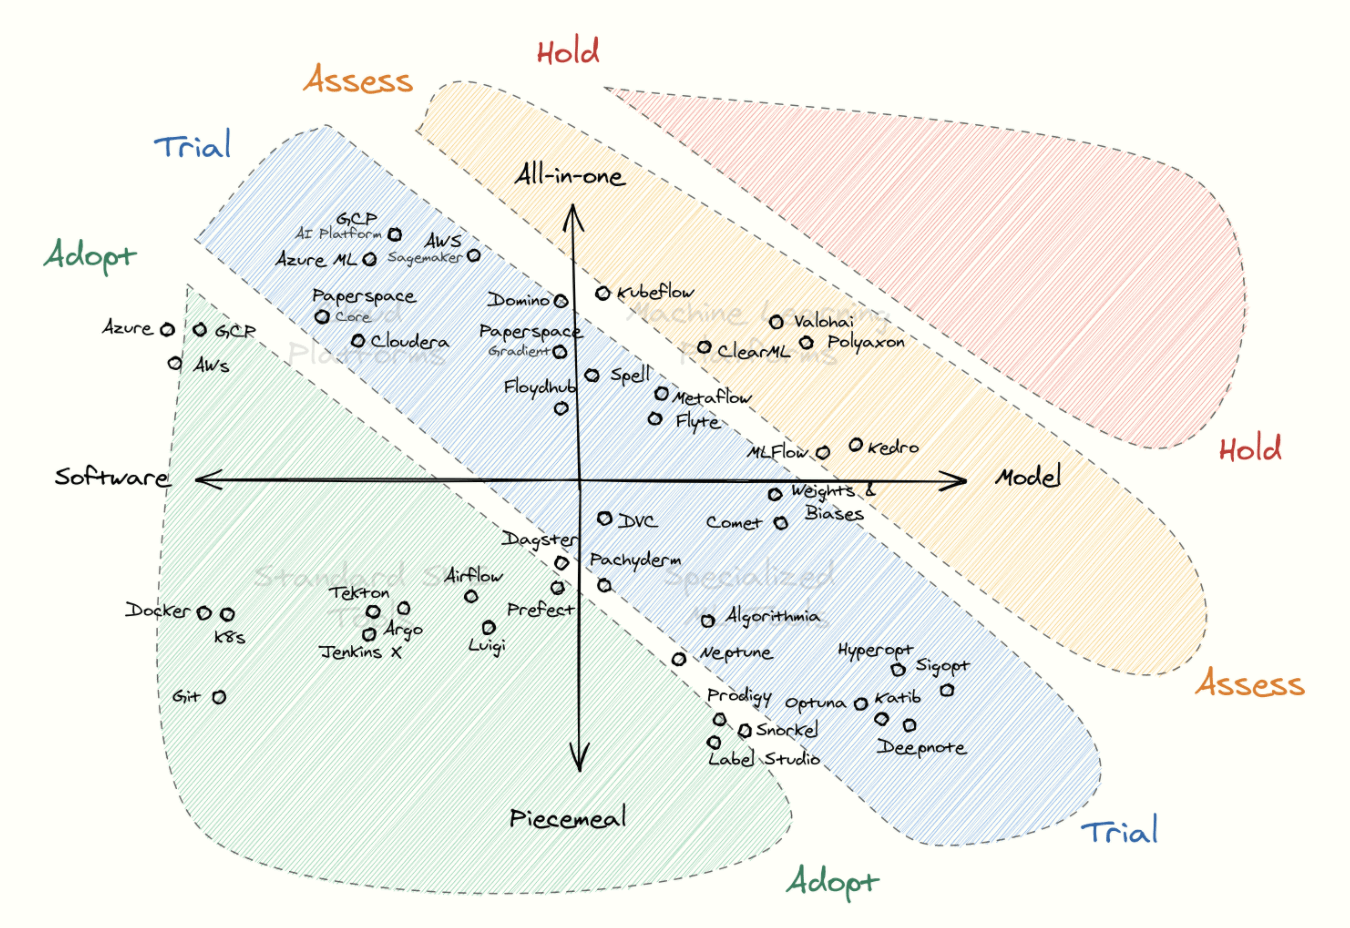 Hold
Assess
Trial
All-in-one
GCP
AI Platform
AWS
Sagemaker
Azure ML
Adopt
Paperspace
Core
Domino
Kubeflow
Cloud
Platforms
Machine Learning
Platforms
Azure
GCP
AWS
Cloudera
Paperspace
Gradient
Valohai
Polyaxon
ClearML
Spell
Floydhub
Metaflow
Flyte
MLFlow
Kedro
Hold
Software
Model
Weights &
Biases
DVC
Comet
Dagster
Pachyderm
Standard SWE
Tools
Specialized
ML Tools
Airflow
Tekton
Prefect
Docker
K8s
Argo
Jenkins X
Luigi
Algorithmia
Neptune
Hyperopt
Sigopt
Git
Prodigy
Optuna
Katib
Snorkel
Deepnote
Label Studio
Assess
Piecemeal
Trial
Adopt